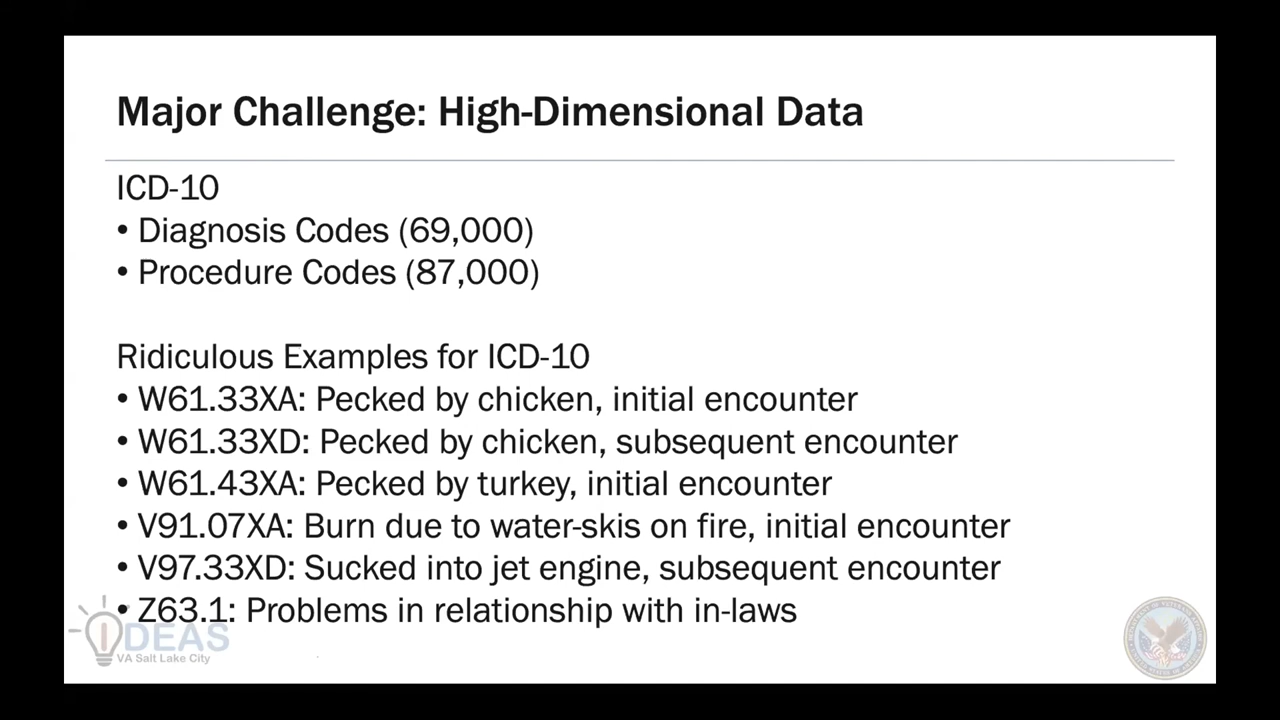 Major Challenge: High-Dimensional Data
ICD-10
• Diagnosis Codes (69,000)
• Procedure Codes (87,000)
Ridiculous Examples for ICD-10
• W61.33XA: Pecked by chicken, initial encounter
• W61.33XD: Pecked by chicken, subsequent encounter
• W61.43XA: Pecked by turkey, initial encounter
• V91.07XA: Burn due to water-skis on fire, initial encounter
• V97.33XD: Sucked into jet engine, subsequent encounter
• Z63.1: Problems in relationship with in-laws
IDEAS
VA Salt Lake City